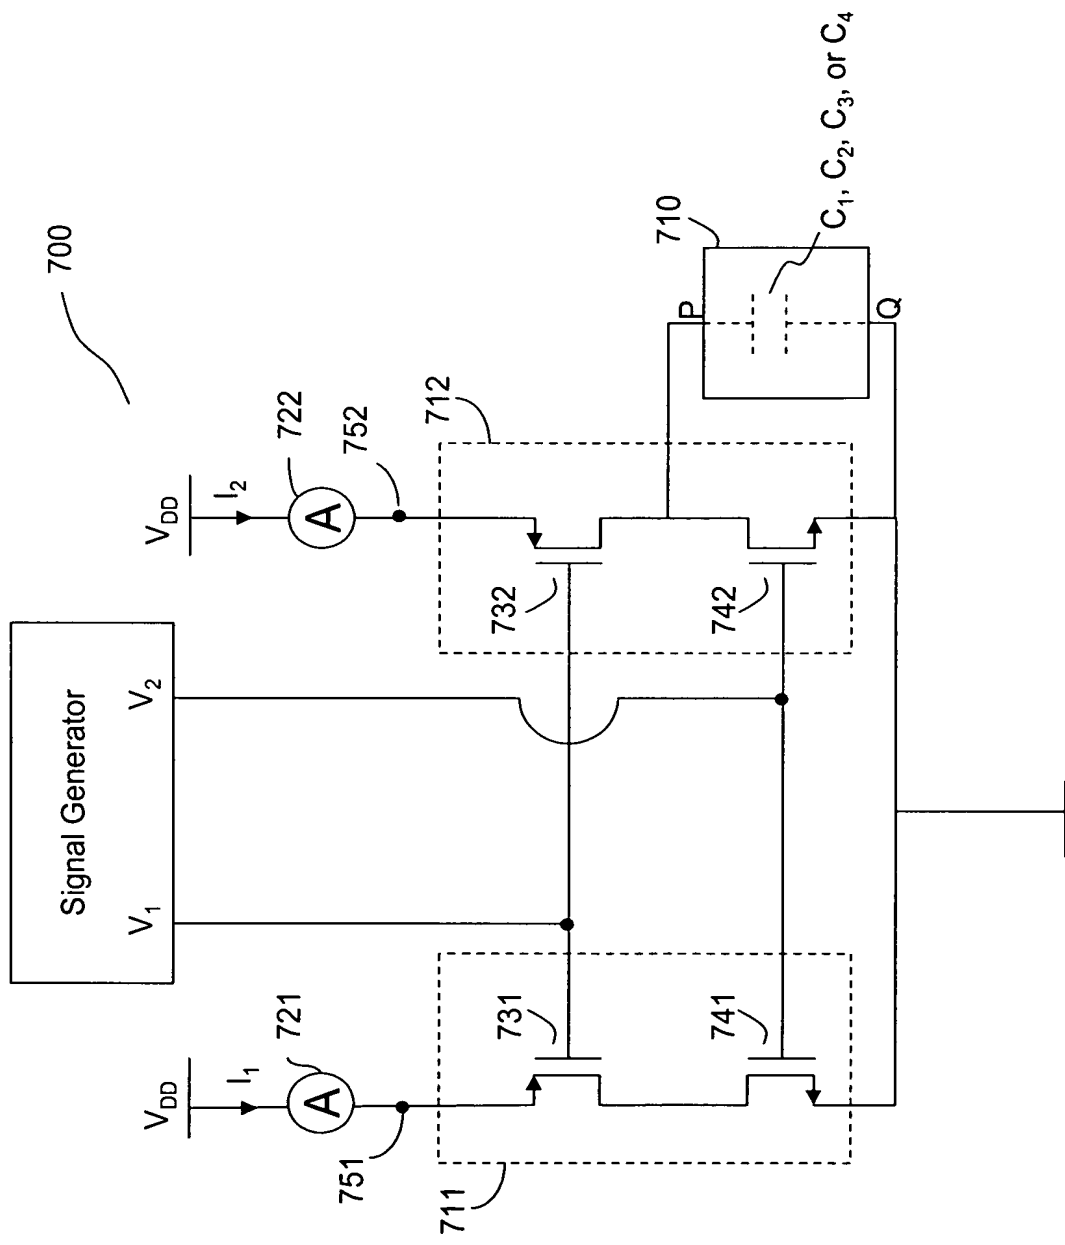 700
Signal Generator
V1
V2
VDD
I1
A
721
751
VDD
I2
A
722
752
711
731
741
712
732
742
710
P
Q
C1, C2, C3, or C4